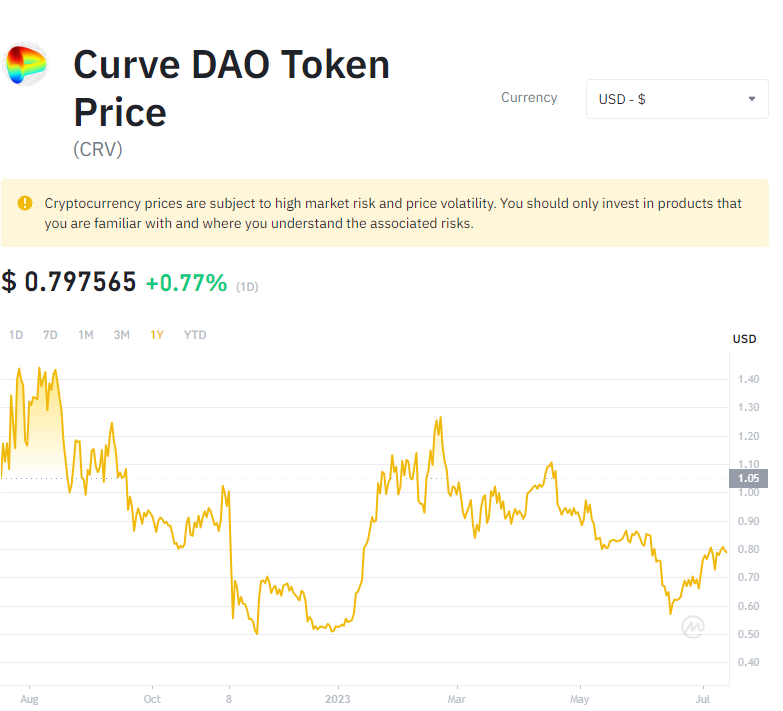 Curve DAO Token
Price
(CRV)
Currency
USD - $
Cryptocurrency prices are subject to high market risk and price volatility. You should only invest in products that
you are familiar with and where you understand the associated risks.
$ 0.797565 +0.77% (1D)
1D 7D 1M 3M 1Y YTD
USD
1.40
1.30
1.20
1.10
1.05
1.00
0.90
0.80
0.70
0.60
0.50
0.40
Aug Oct 8 2023 Mar May Jul